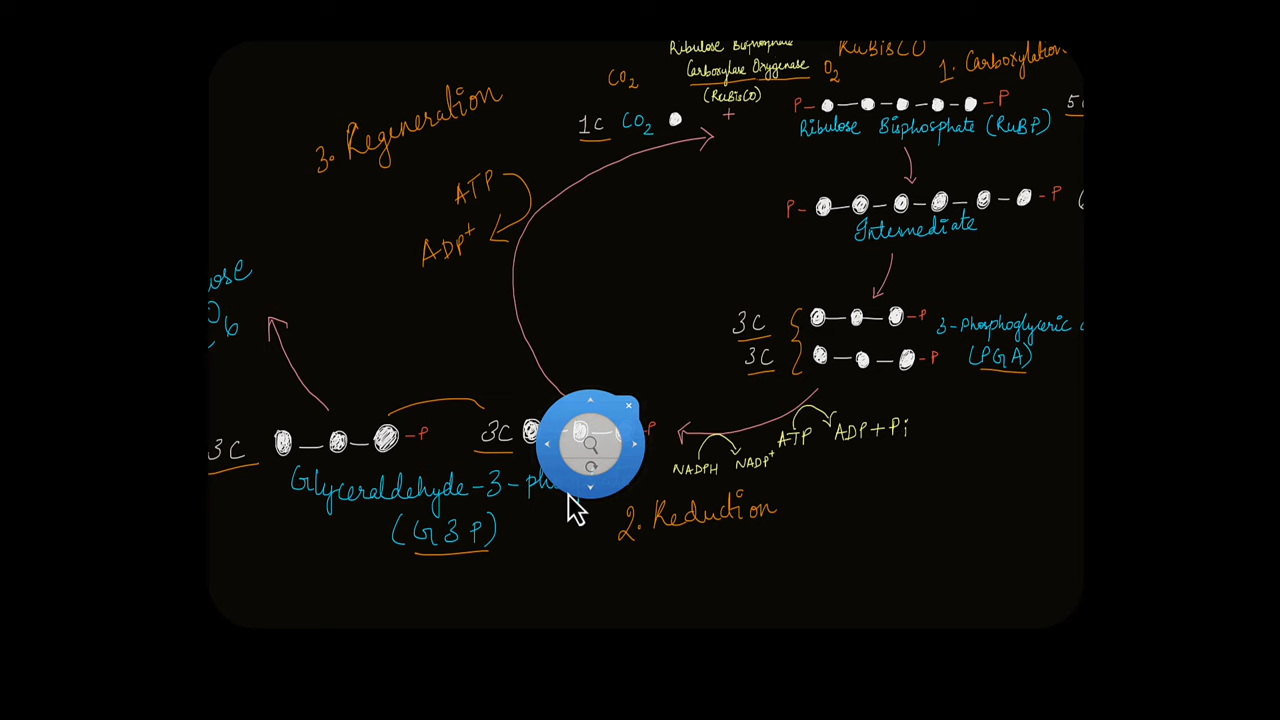 Ribulose Bisphosphate
Carboxylase Oxygenase
(RuBisCO)
CO2
O2
RuBisCO
1. Carboxylation
3. Regeneration
1C CO2
+
P- -P 5C
Ribulose Bisphosphate (RuBP)
ATP
ADP+
P- -P
Intermediate
3C -P
3C -P
3-Phosphoglyceric
(PGA)
3C -P
3C P
Glyceraldehyde-3-ph
(G3P)
NADPH NADP+
ATP ADP+Pi
2. Reduction